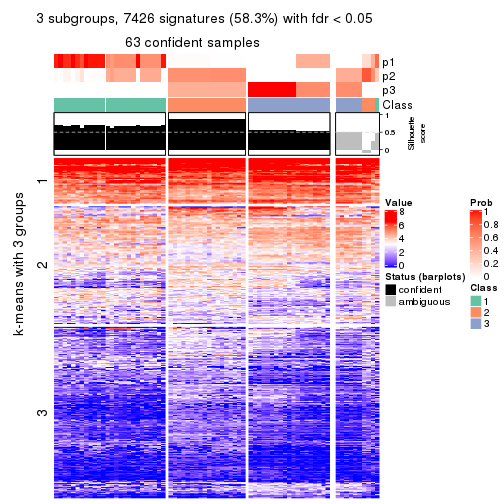 3 subgroups, 7426 signatures (58.3%) with fdr < 0.05
63 confident samples
p1
p2
p3
Class
1
0.5
0
Silhouette
score
k-means with 3 groups
1
2
3
Value
8
6
4
2
0
Status (barplots)
confident
ambiguous
Prob
1
0.8
0.6
0.4
0.2
0
Class
1
2
3